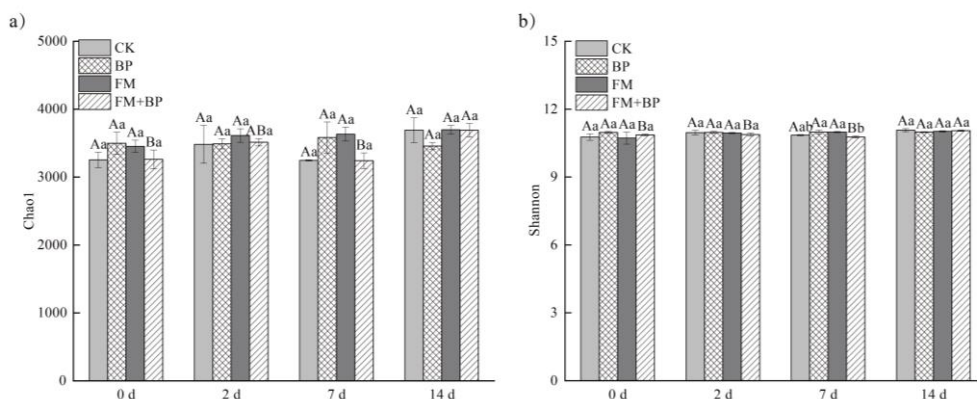 a)
5000
4000
3000
2000
1000
0
Chao1
CK
BP
FM
FM+BP
Aa Aa Aa Ba
Aa Aa Aa ABa
Aa Aa Aa Ba
Aa Aa Aa Aa
0 d 2 d 7 d 14 d
b)
15
12
9
6
3
0
Shannon
CK
BP
FM
FM+BP
Aa Aa Aa Ba
Aa Aa Aa Ba
Aab Aa Aa Bb
Aa Aa Aa Aa
0 d 2 d 7 d 14 d